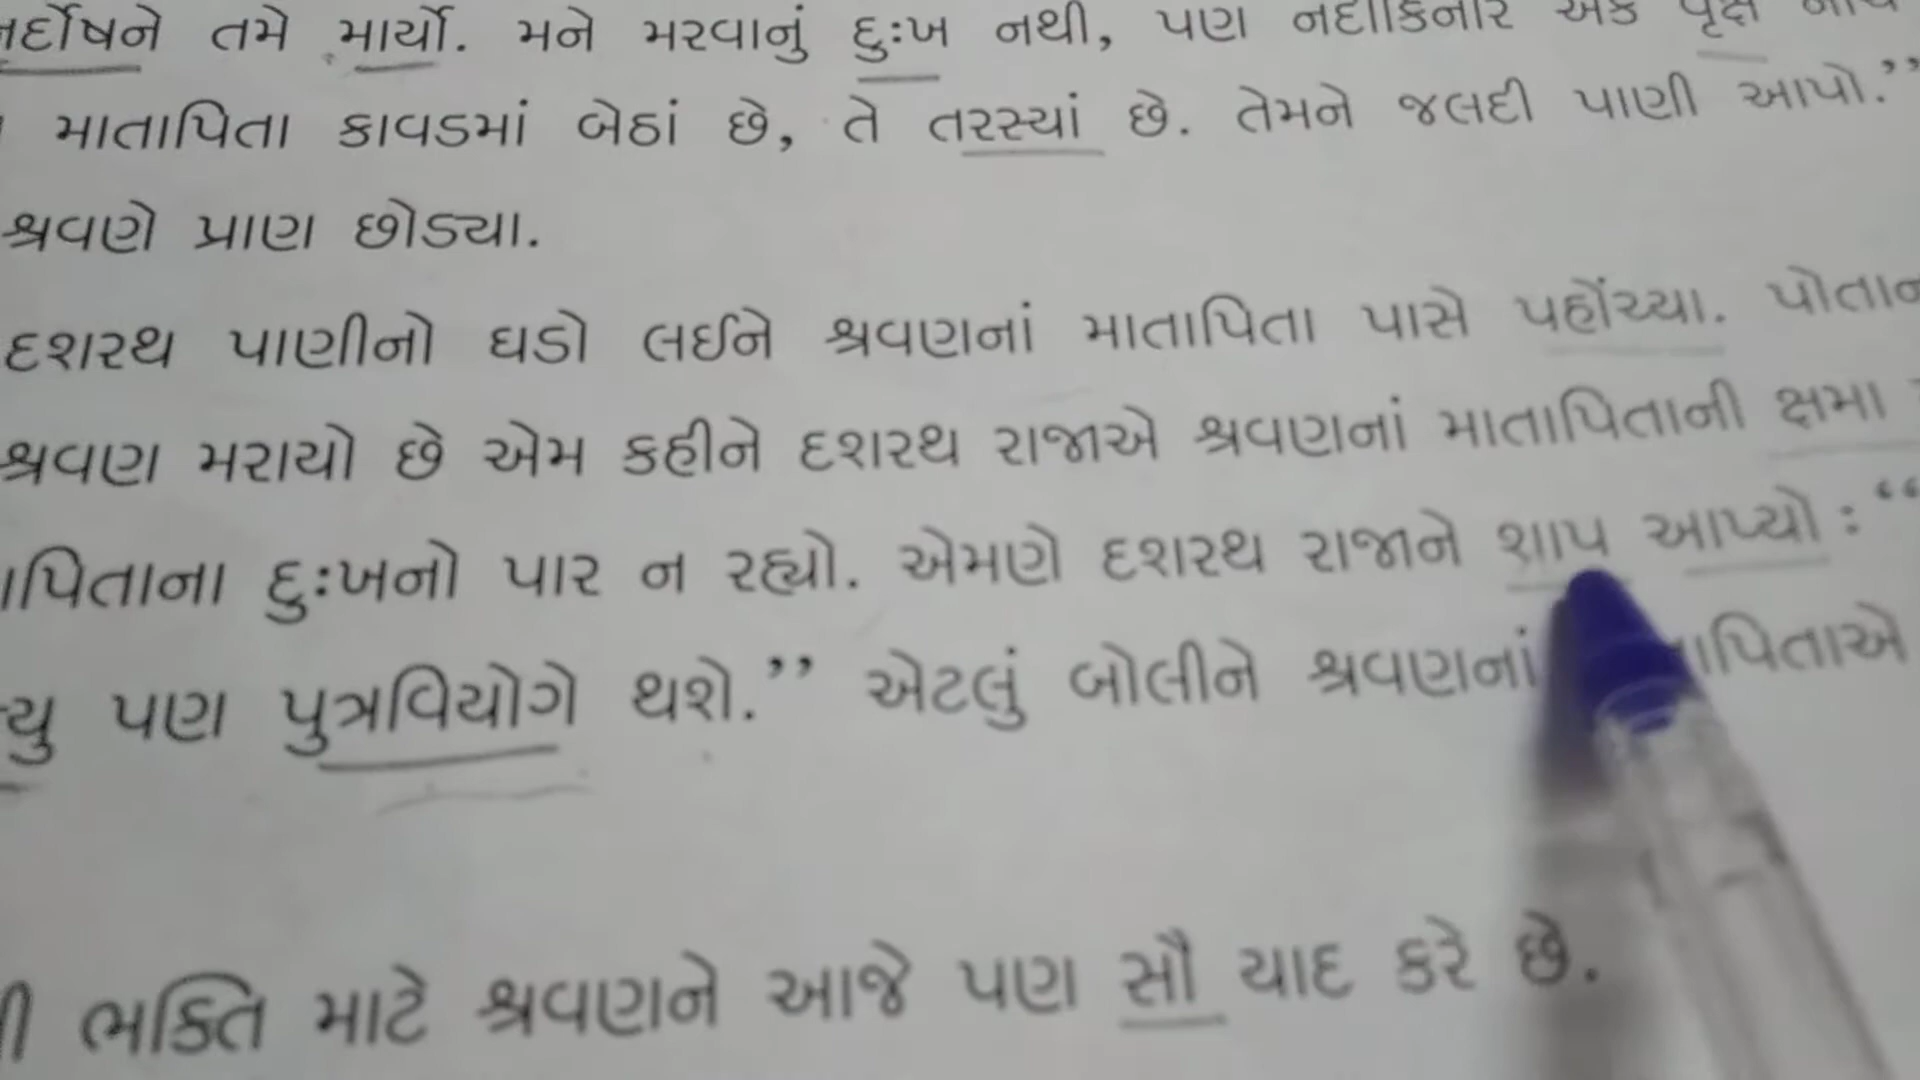 તમે માર્યો. મને મરવાનું દુઃખ નથી, પણ નદીકિનારે એક વૃક્ષ
માતાપિતા કાવડમાં બેઠાં છે, તે તરસ્યાં છે. તેમને જલદી પાણી આપો.’’
શ્રવણે પ્રાણ છોડ્યા.
દશરથ પાણીનો ઘડો લઈને શ્રવણનાં માતાપિતા પાસે પહોંચ્યા.
શ્રવણ મરાયો છે એમ કહીને દશરથ રાજાએ શ્રવણનાં માતાપિતાની ક્ષમા
દુઃખનો પાર ન રહ્યો. એમણે દશરથ રાજાને શાપ આપ્યો : ‘‘
પણ પુત્રવિયોગે થશે.’’ એટલું બોલીને શ્રવણનાં
ભક્તિ માટે શ્રવણને આજે પણ સૌ યાદ કરે છે.